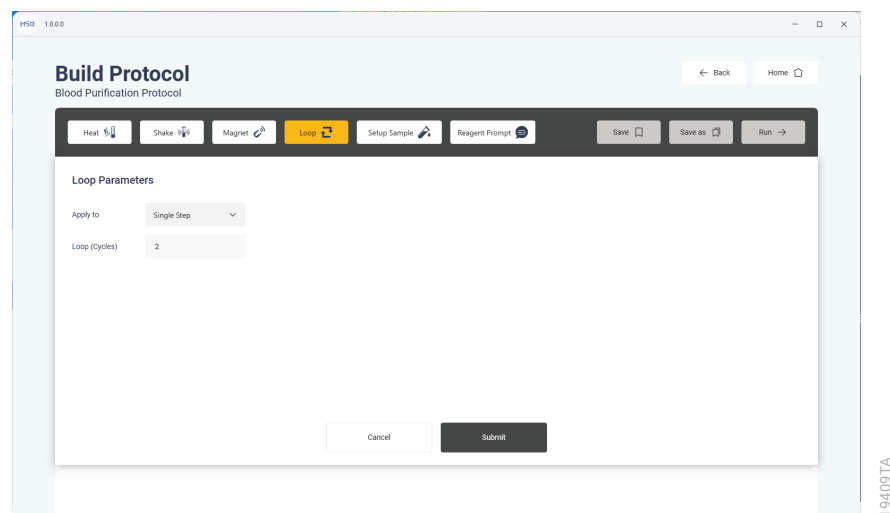 HSM 1.0.0.0
Build Protocol
← Back
Home
Blood Purification Protocol
Heat
Shake
Magnet
Loop
Setup Sample
Reagent Prompt
Save
Save as
Run →
Loop Parameters
Apply to
Single Step
Loop (Cycles)
2
Cancel
Submit
19409TA